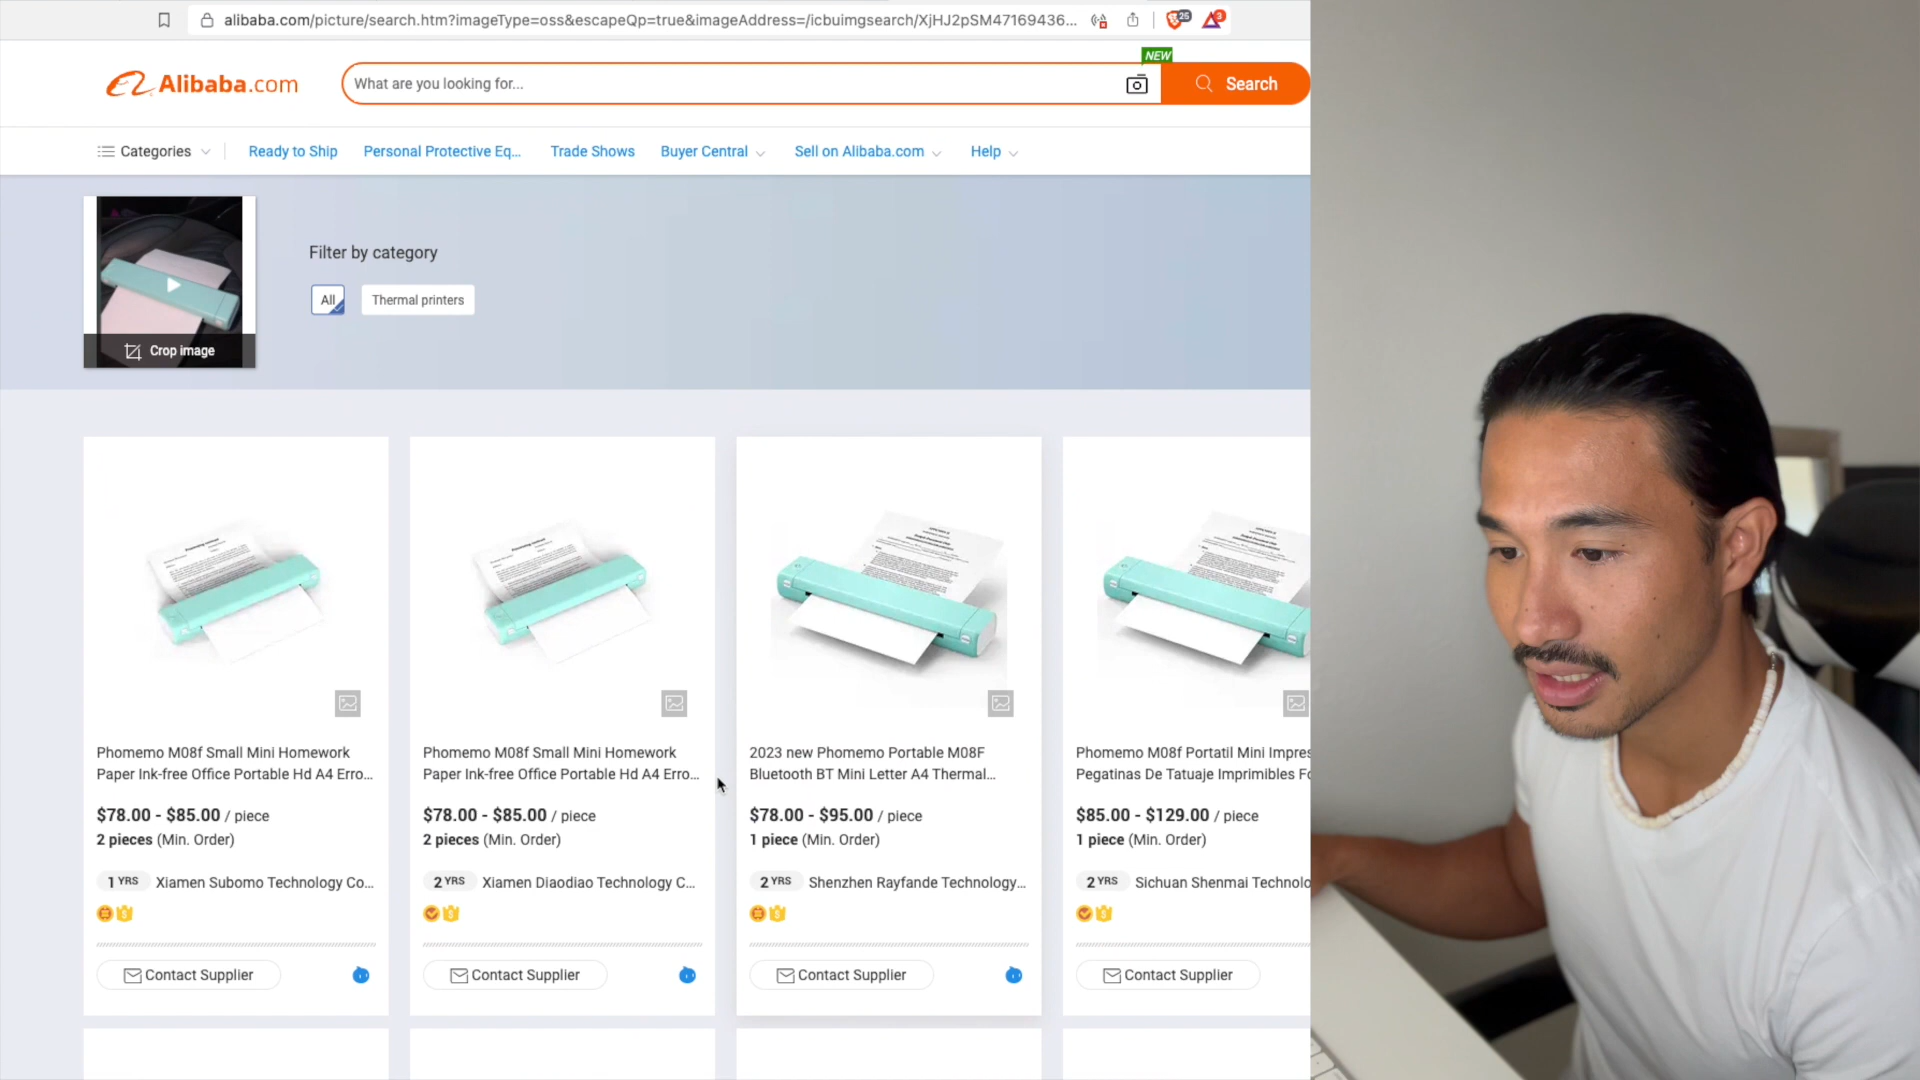 alibaba.com/picture/search.htm?imageType=oss&escapeQp=true&imageAddress=/icbuimgsearch/XjHJ2pSM47169436...
25
3
Alibaba.com
What are you looking for...
NEW
Search
Categories
Ready to Ship
Personal Protective Eq...
Trade Shows
Buyer Central
Sell on Alibaba.com
Help
Crop image
Filter by category
All
Thermal printers
Phomemo M08f Small Mini Homework
Paper Ink-free Office Portable Hd A4 Erro...
$78.00 - $85.00 / piece
2 pieces (Min. Order)
1 YRS Xiamen Subomo Technology Co...
Contact Supplier
Phomemo M08f Small Mini Homework
Paper Ink-free Office Portable Hd A4 Erro...
$78.00 - $85.00 / piece
2 pieces (Min. Order)
2 YRS Xiamen Diaodiao Technology C...
Contact Supplier
2023 new Phomemo Portable M08F
Bluetooth BT Mini Letter A4 Thermal...
$78.00 - $95.00 / piece
1 piece (Min. Order)
2 YRS Shenzhen Rayfande Technology...
Contact Supplier
Phomemo M08f Portatil Mini Impres
Pegatinas De Tatuaje Imprimibles Fo
$85.00 - $129.00 / piece
1 piece (Min. Order)
2 YRS Sichuan Shenmai Technolo
Contact Supplier